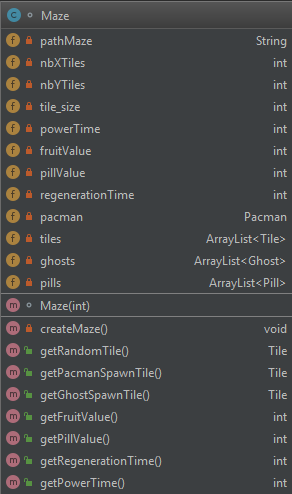 C Maze
f pathMaze String
f nbXTiles int
f nbYTiles int
f tile_size int
f powerTime int
f fruitValue int
f pillValue int
f regenerationTime int
f pacman Pacman
f tiles ArrayList<Tile>
f ghosts ArrayList<Ghost>
f pills ArrayList<Pill>
m Maze(int)
m createMaze() void
m getRandomTile() Tile
m getPacmanSpawnTile() Tile
m getGhostSpawnTile() Tile
m getFruitValue() int
m getPillValue() int
m getRegenerationTime() int
m getPowerTime() int